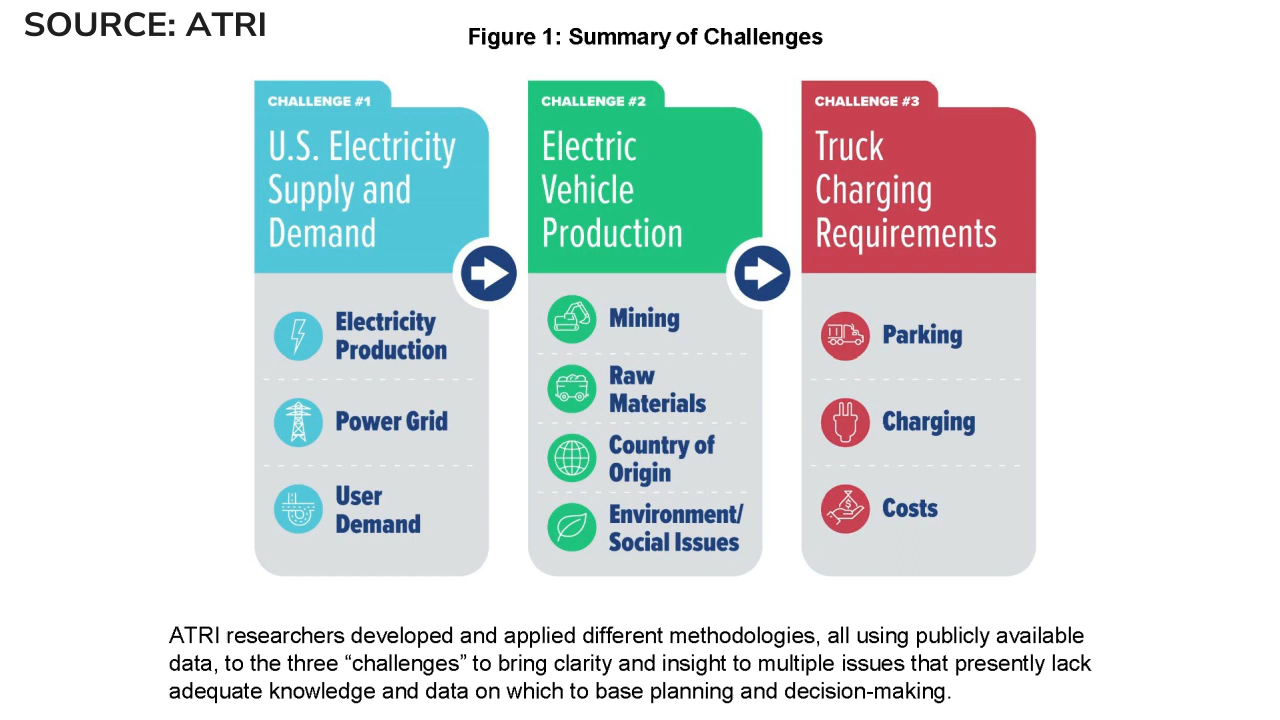 SOURCE: ATRI
Figure 1: Summary of Challenges
CHALLENGE #1
U.S. Electricity
Supply and
Demand
Electricity
Production
Power Grid
User
Demand
CHALLENGE #2
Electric
Vehicle
Production
Mining
Raw
Materials
Country of
Origin
Environment/
Social Issues
CHALLENGE #3
Truck
Charging
Requirements
Parking
Charging
$
Costs
ATRI researchers developed and applied different methodologies, all using publicly available
data, to the three “challenges” to bring clarity and insight to multiple issues that presently lack
adequate knowledge and data on which to base planning and decision-making.